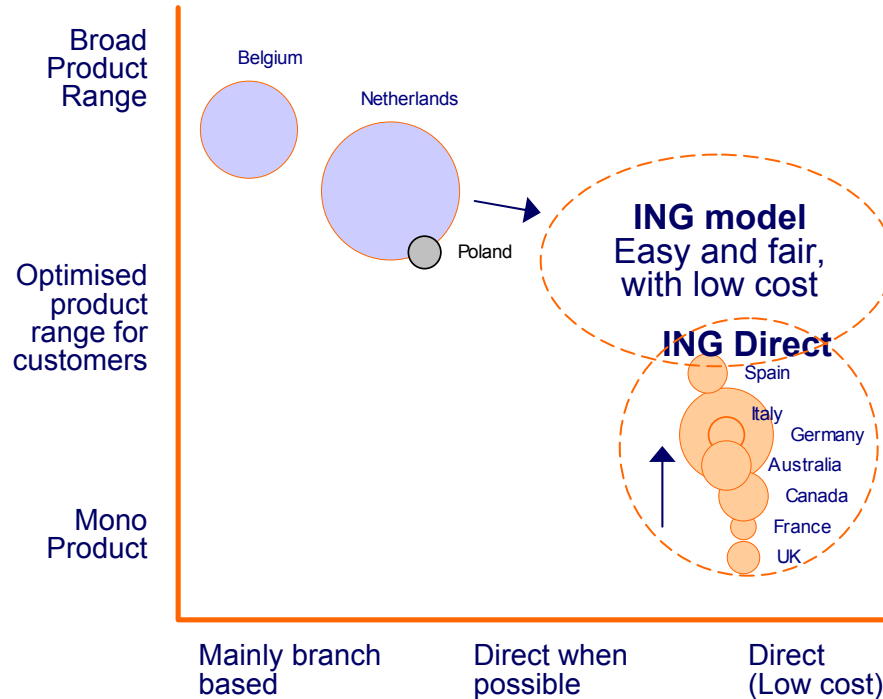 Broad
Product
Range
Belgium
Netherlands
Poland
ING model
Easy and fair,
with low cost
Optimised
product
range for
customers
ING Direct
Spain
Italy
Germany
Australia
Canada
France
UK
Mono
Product
Mainly branch
based
Direct when
possible
Direct
(Low cost)